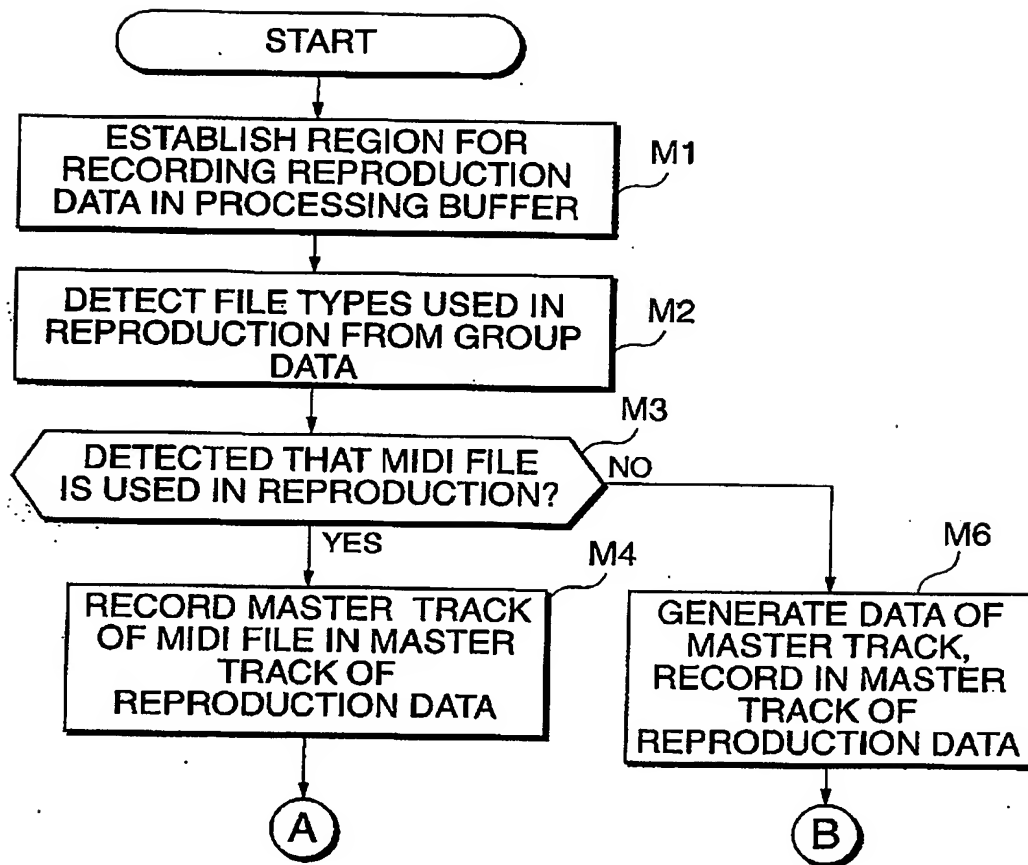 START
ESTABLISH REGION FOR
RECORDING REPRODUCTION
DATA IN PROCESSING BUFFER
M1
DETECT FILE TYPES USED IN
REPRODUCTION FROM GROUP
DATA
M2
M3
DETECTED THAT MIDI FILE
IS USED IN REPRODUCTION?
NO
YES
M4
RECORD MASTER TRACK
OF MIDI FILE IN MASTER
TRACK OF
REPRODUCTION DATA
M6
GENERATE DATA OF
MASTER TRACK,
RECORD IN MASTER
TRACK OF
REPRODUCTION DATA
A
B